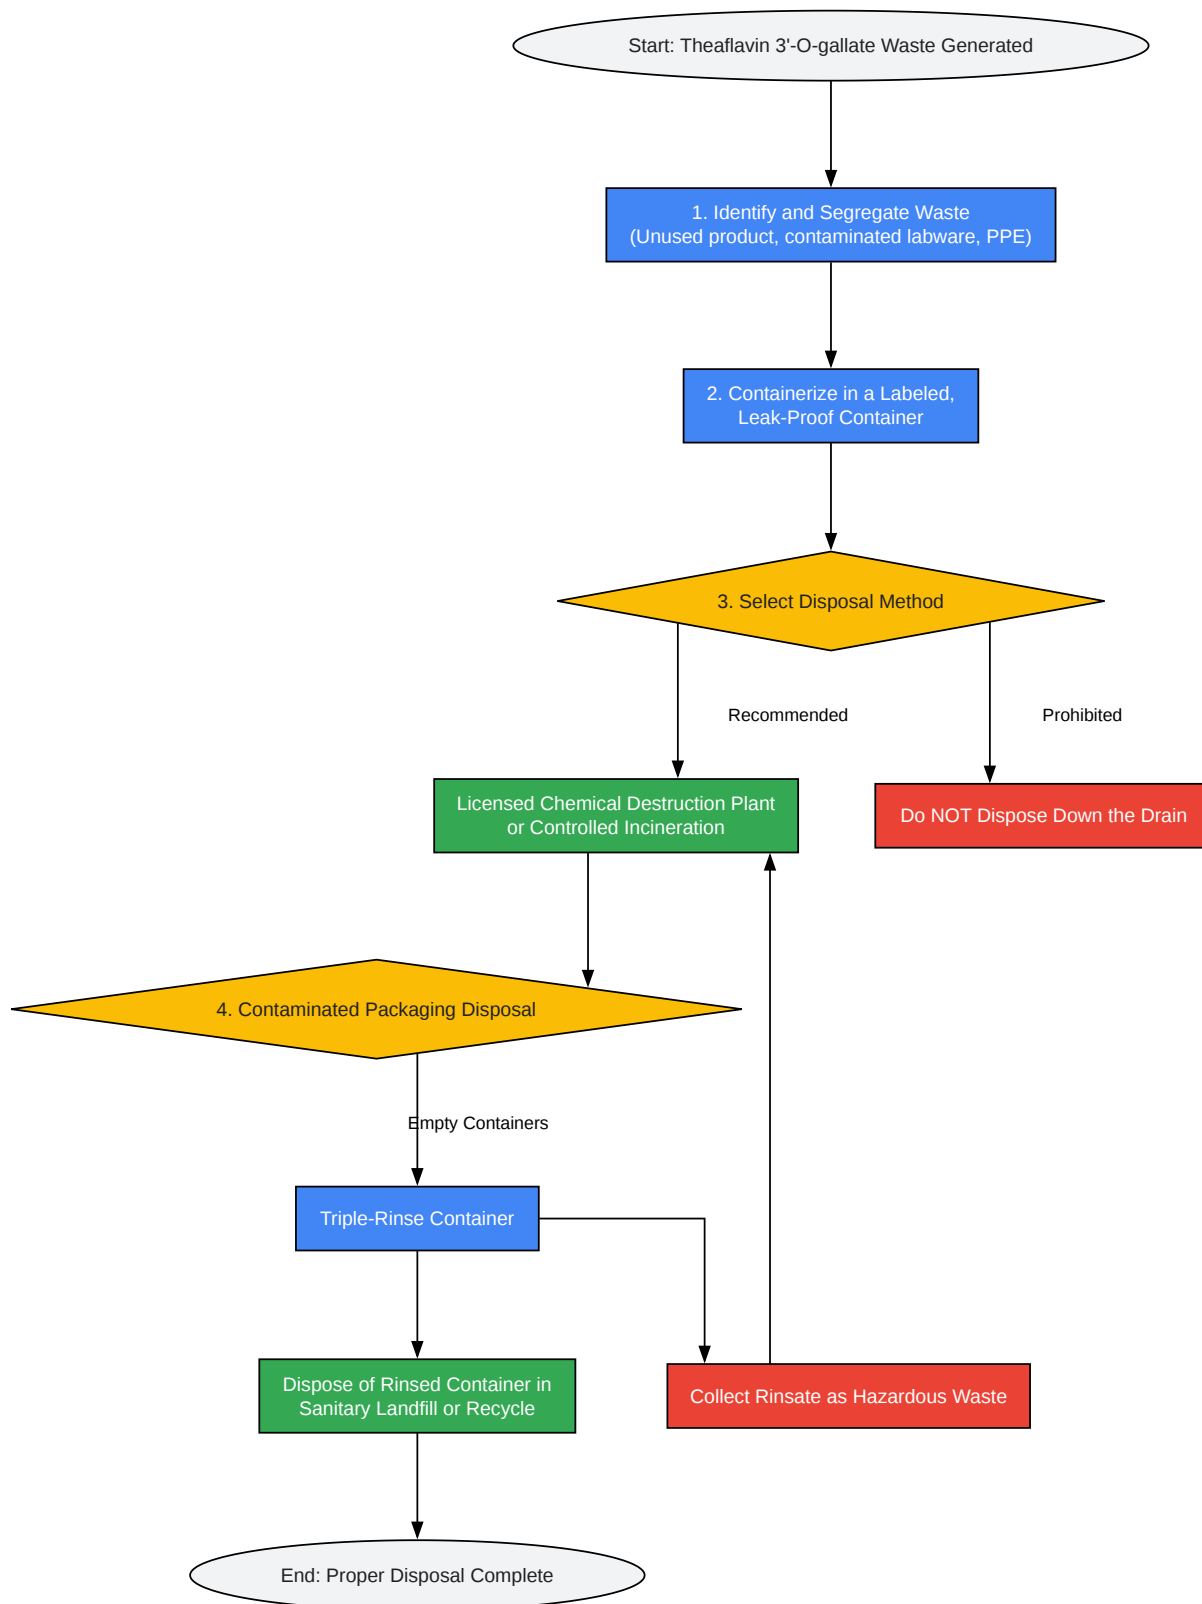 Start: Theaflavin 3'-O-gallate Waste Generated
1. Identify and Segregate Waste
(Unused product, contaminated labware, PPE)
2. Containerize in a Labeled,
Leak-Proof Container
3. Select Disposal Method
Recommended
Prohibited
Licensed Chemical Destruction Plant
or Controlled Incineration
Do NOT Dispose Down the Drain
4. Contaminated Packaging Disposal
Empty Containers
Triple-Rinse Container
Dispose of Rinsed Container in
Sanitary Landfill or Recycle
Collect Rinsate as Hazardous Waste
End: Proper Disposal Complete